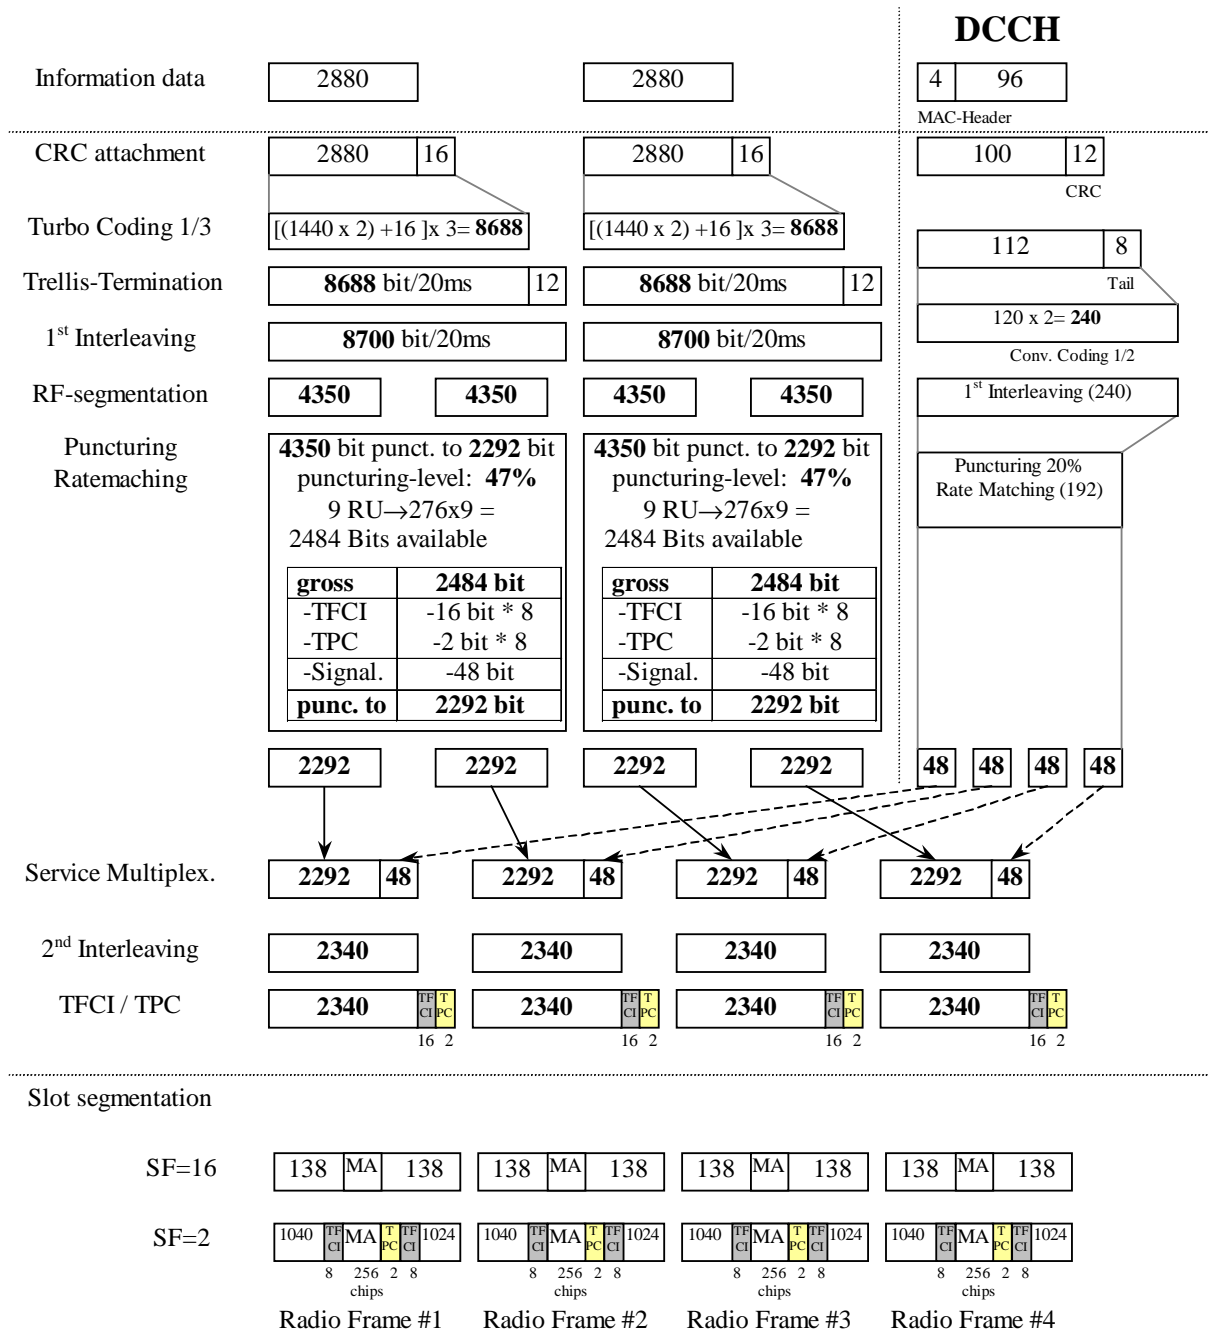 DCCH
Information data 2880 2880 4 96
MAC-Header
CRC attachment 2880 16 2880 16 100 12
CRC
Turbo Coding 1/3 [(1440 x 2) +16 ]x 3= 8688 [(1440 x 2) +16 ]x 3= 8688 112 8
Trellis-Termination 8688 bit/20ms 12 8688 bit/20ms 12 Tail
120 x 2= 240
1st Interleaving 8700 bit/20ms 8700 bit/20ms
Conv. Coding 1/2
RF-segmentation 4350 4350 4350 4350 1st Interleaving (240)
Puncturing
Ratemaching
4350 bit punct. to 2292 bit
puncturing-level: 47%
9 RU→276x9 =
2484 Bits available
gross 2484 bit
-TFCI -16 bit * 8
-TPC -2 bit * 8
-Signal. -48 bit
punc. to 2292 bit
4350 bit punct. to 2292 bit
puncturing-level: 47%
9 RU→276x9 =
2484 Bits available
gross 2484 bit
-TFCI -16 bit * 8
-TPC -2 bit * 8
-Signal. -48 bit
punc. to 2292 bit
Puncturing 20%
Rate Matching (192)
2292 2292 2292 2292 48 48 48 48
Service Multiplex. 2292 48 2292 48 2292 48 2292 48
2nd Interleaving 2340 2340 2340 2340
TFCI / TPC 2340 TF CI T PC 2340 TF CI T PC 2340 TF CI T PC 2340 TF CI T PC
16 2 16 2 16 2 16 2
Slot segmentation
SF=16 138 MA 138 138 MA 138 138 MA 138 138 MA 138
SF=2 1040 TF CI MA T PC TF CI 1024 1040 TF CI MA T PC TF CI 1024 1040 TF CI MA T PC TF CI 1024 1040 TF CI MA T PC TF CI 1024
8 256 2 8 8 256 2 8 8 256 2 8 8 256 2 8
chips chips chips chips
Radio Frame #1 Radio Frame #2 Radio Frame #3 Radio Frame #4